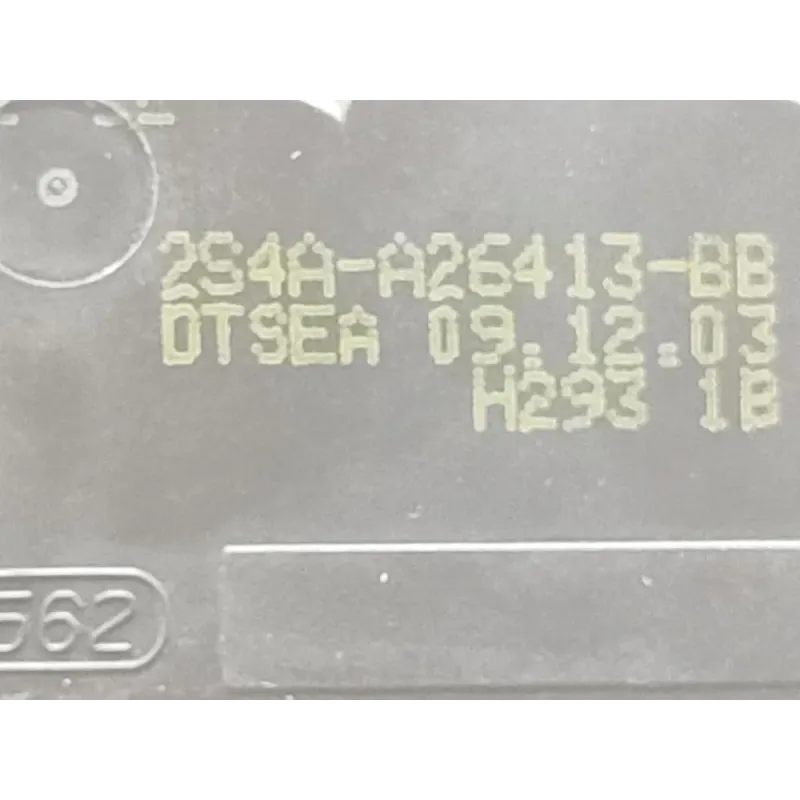 2S4A-A26413-BB
DTSEA 09.12.03
H293 1B
562